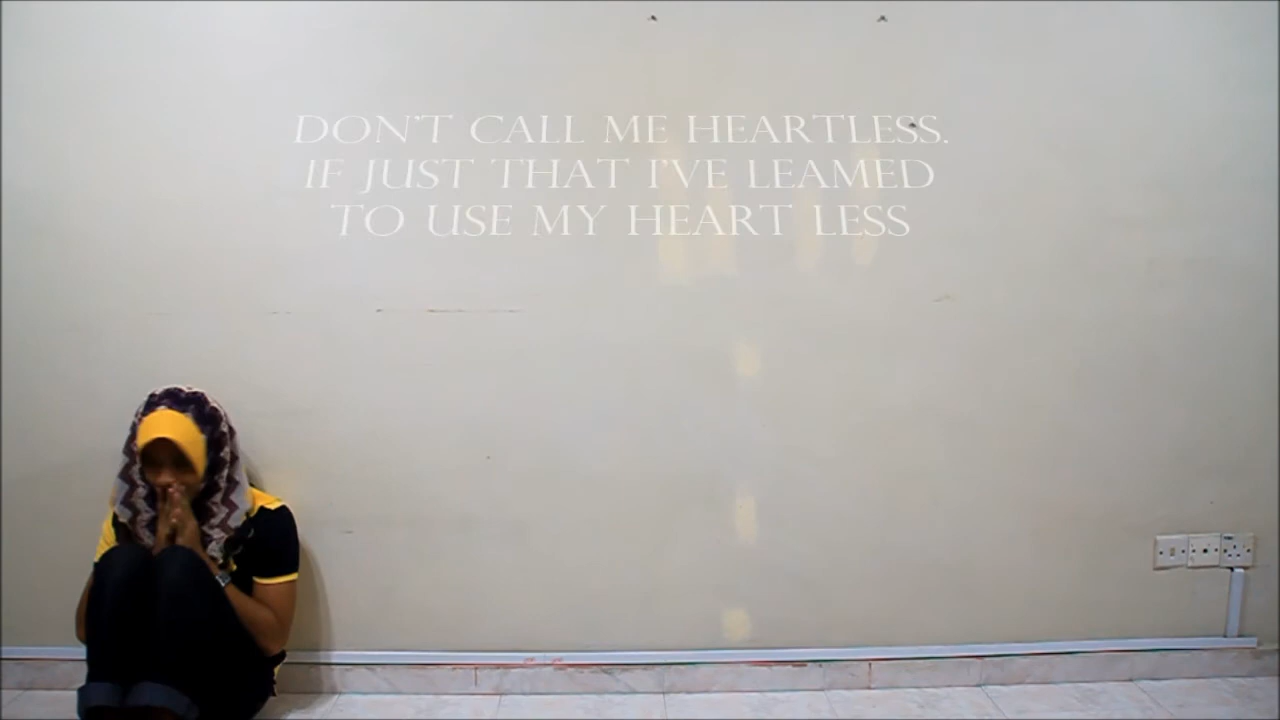 DON'T CALL ME HEARTLESS.
IF JUST THAT I'VE LEAMED
TO USE MY HEART LESS